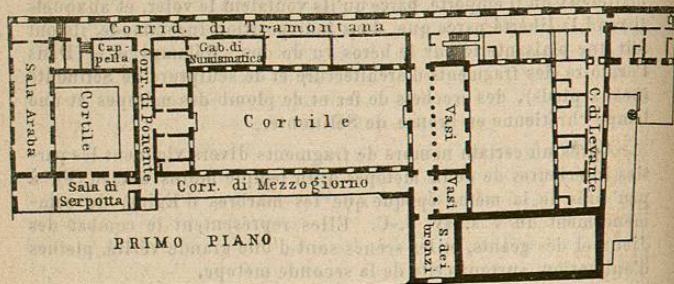 Corrid. di Tramontana
Cap-
pella
Gab. di
Numismatica
Sala Araba
Cortile
Corr. di Ponente
Cortile
Vasi
C. di Levante
Sala di
Serpotta
Corr. di Mezzogiorno
Vasi
PRIMO PIANO
S. dei
bronzi